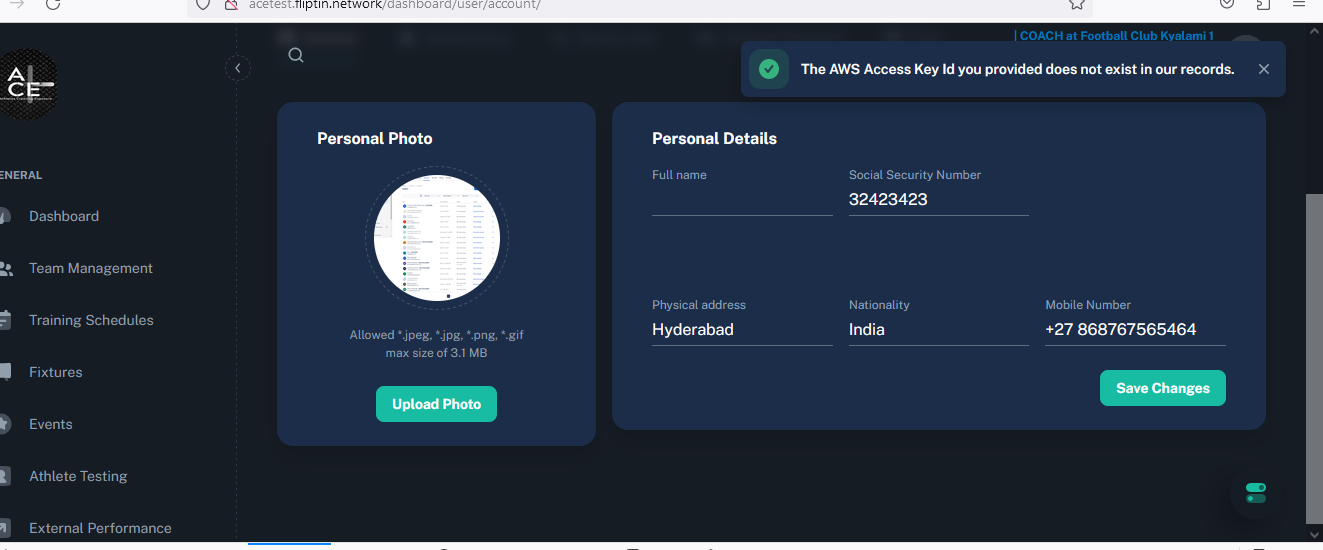 acetest.fliptin.network/dashboard/user/account/
| COACH at Football Club Kyalami 1
The AWS Access Key Id you provided does not exist in our records.
ACE
ENERAL
Dashboard
Team Management
Training Schedules
Fixtures
Events
Athlete Testing
External Performance
Personal Photo
Allowed *.jpeg, *.jpg, *.png, *.gif
max size of 3.1 MB
Upload Photo
Personal Details
Full name
Social Security Number
32423423
Physical address
Nationality
Mobile Number
Hyderabad
India
+27 868767565464
Save Changes